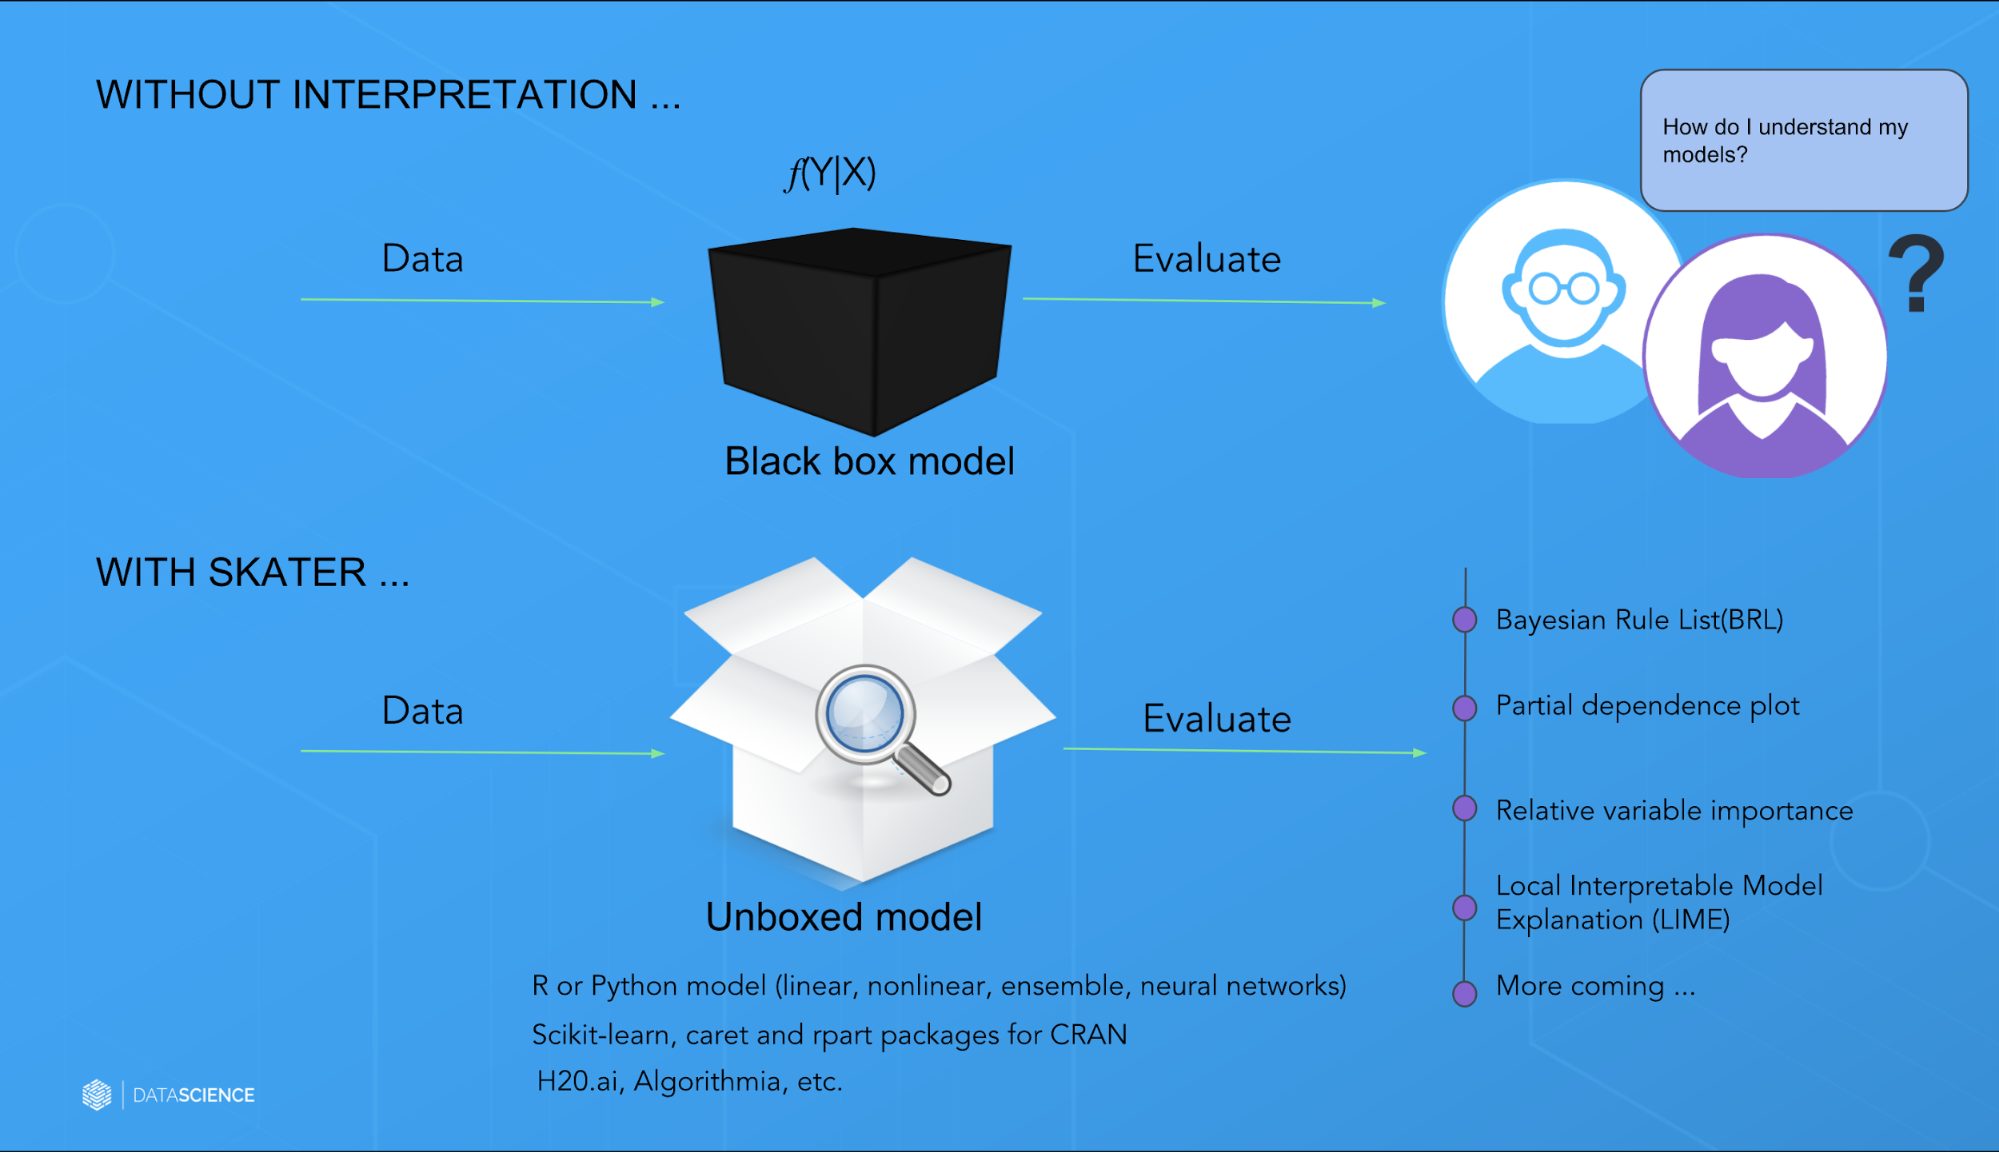 WITHOUT INTERPRETATION ...
How do I understand my
models?
f(Y|X)
Data
Evaluate
?
Black box model
WITH SKATER ...
Data
Evaluate
Bayesian Rule List(BRL)
Partial dependence plot
Relative variable importance
Local Interpretable Model
Explanation (LIME)
More coming ...
Unboxed model
R or Python model (linear, nonlinear, ensemble, neural networks)
Scikit-learn, caret and rpart packages for CRAN
H20.ai, Algorithmia, etc.
DATASCIENCE